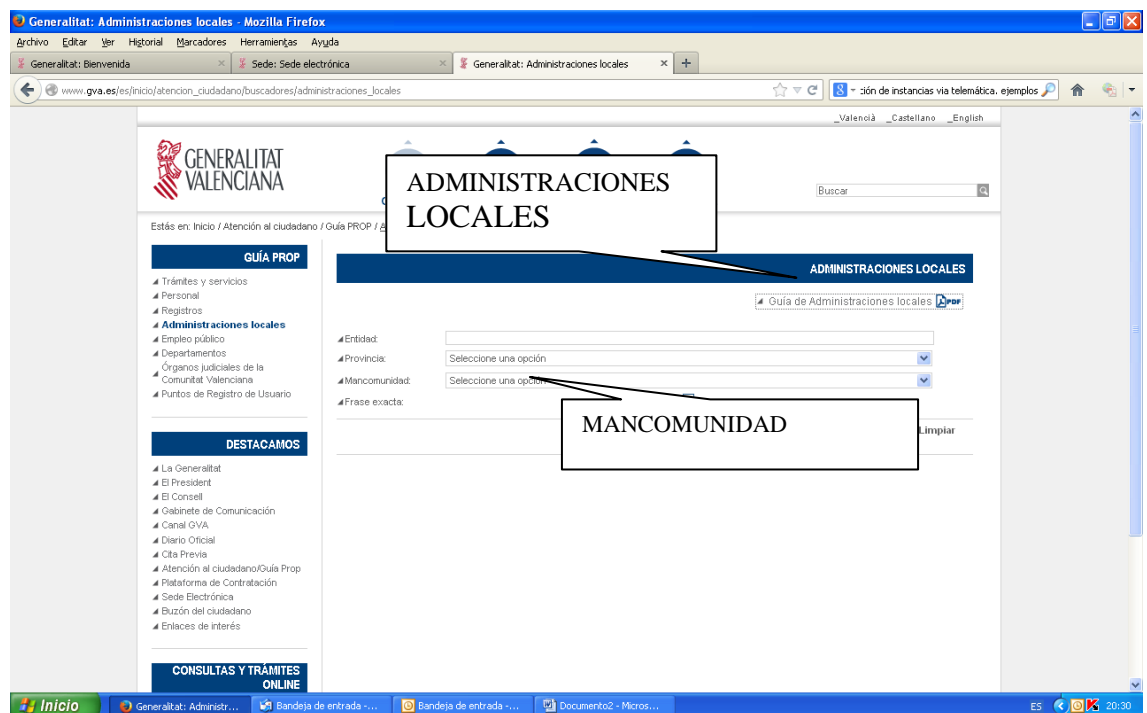 Generalitat: Administraciones locales - Mozilla Firefox
Archivo Editar Ver Historial Marcadores Herramientas Ayuda
Generalitat: Bienvenida × Sede: Sede electrónica × Generalitat: Administraciones locales × +
www.gva.es/es/inicio/atencion_ciudadano/buscadores/administraciones_locales
:ión de instancias via telemática. ejemplos
_Valencià _Castellano _English
GENERALITAT
VALENCIANA
ADMINISTRACIONES
LOCALES
Buscar
Estás en: Inicio / Atención al ciudadano / Guía PROP /
GUÍA PROP
Trámites y servicios
Personal
Registros
Administraciones locales
Empleo público
Departamentos
Órganos judiciales de la
Comunitat Valenciana
Puntos de Registro de Usuario
DESTACAMOS
La Generalitat
El President
El Consell
Gabinete de Comunicación
Canal GVA
Diario Oficial
Cita Previa
Atención al ciudadano/Guía Prop
Plataforma de Contratación
Sede Electrónica
Buzón del ciudadano
Enlaces de interés
CONSULTAS Y TRÁMITES
ONLINE
ADMINISTRACIONES LOCALES
Guía de Administraciones locales PDF
Entidad:
Provincia: Seleccione una opción
Mancomunidad: Seleccione una opción
Frase exacta:
MANCOMUNIDAD
Limpiar
Inicio Generalitat: Administr... Bandeja de entrada -... Bandeja de entrada -... Documento2 - Micros... ES 20:30